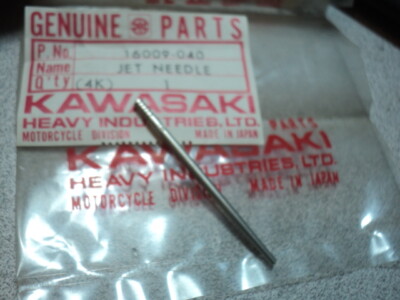 GENUINE PARTS
P. No. 16009-040
Name JET NEEDLE
Q'ty (4K) 1
KAWASAKI
HEAVY INDUSTRIES, LTD.
MOTORCYCLE DIVISION MADE IN JAPAN
PARTS
KAWASAKI
HEAVY INDUSTRIES, LTD.
MOTORCYCLE DIVISION MADE IN JAPAN